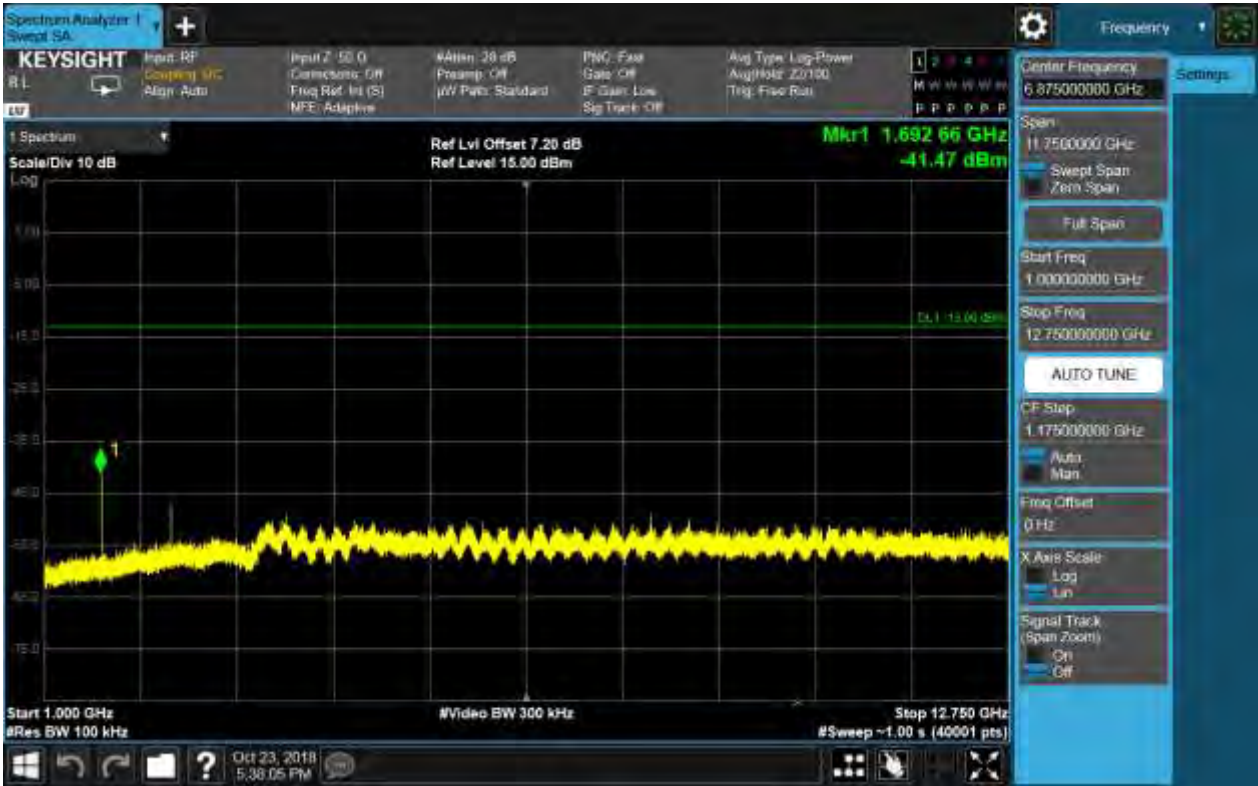 Spectrum Analyzer 1
Swept SA
Frequency
KEYSIGHT
RL
Input: RF
Coupling: DC
Align: Auto
Input Z: 50 Ω
Corrections: Off
Freq Ref: Int (S)
NFE: Adaptive
#Atten: 28 dB
Preamp: Off
µW Path: Standard
PNO: Fast
Gate: Off
IF Gain: Low
Sig Track: Off
Avg Type: Log-Power
Trig: Free Run
Center Frequency
6.875000000 GHz
Settings
1 Spectrum
Scale/Div 10 dB
Log
Ref Lvl Offset 7.20 dB
Ref Level 15.00 dBm
Mkr1 1.692 66 GHz
-41.47 dBm
Span
11.7500000 GHz
Swept Span
Zero Span
Full Span
Start Freq
1.000000000 GHz
Stop Freq
12.750000000 GHz
AUTO TUNE
CF Step
1.175000000 GHz
Auto
Man
Freq Offset
0 Hz
X Axis Scale
Log
Lin
Signal Track
(Span Zoom)
On
Off
1
Start 1.000 GHz
#Res BW 100 kHz
#Video BW 300 kHz
Stop 12.750 GHz
#Sweep ~1.00 s (40001 pts)
Oct 23, 2018
5:38:05 PM